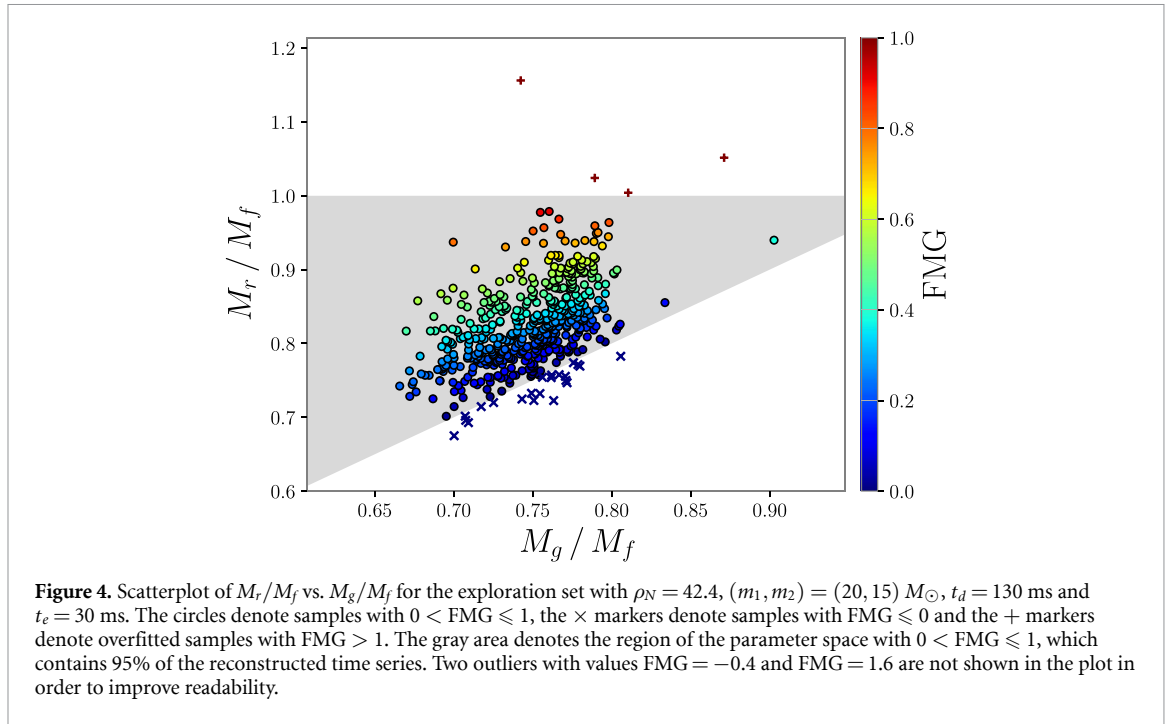 1.2
1.1
1.0
0.9
0.8
0.7
0.6
M_r / M_f
0.65 0.70 0.75 0.80 0.85 0.90
M_g / M_f
1.0
0.8
0.6
0.4
0.2
0.0
FMG
Figure 4. Scatterplot of M_r/M_f vs. M_g/M_f for the exploration set with ρ_N = 42.4, (m_1, m_2) = (20, 15) M_⊙, t_d = 130 ms and
t_e = 30 ms. The circles denote samples with 0 < FMG ⩽ 1, the × markers denote samples with FMG ⩽ 0 and the + markers
denote overfitted samples with FMG > 1. The gray area denotes the region of the parameter space with 0 < FMG ⩽ 1, which
contains 95% of the reconstructed time series. Two outliers with values FMG = −0.4 and FMG = 1.6 are not shown in the plot in
order to improve readability.